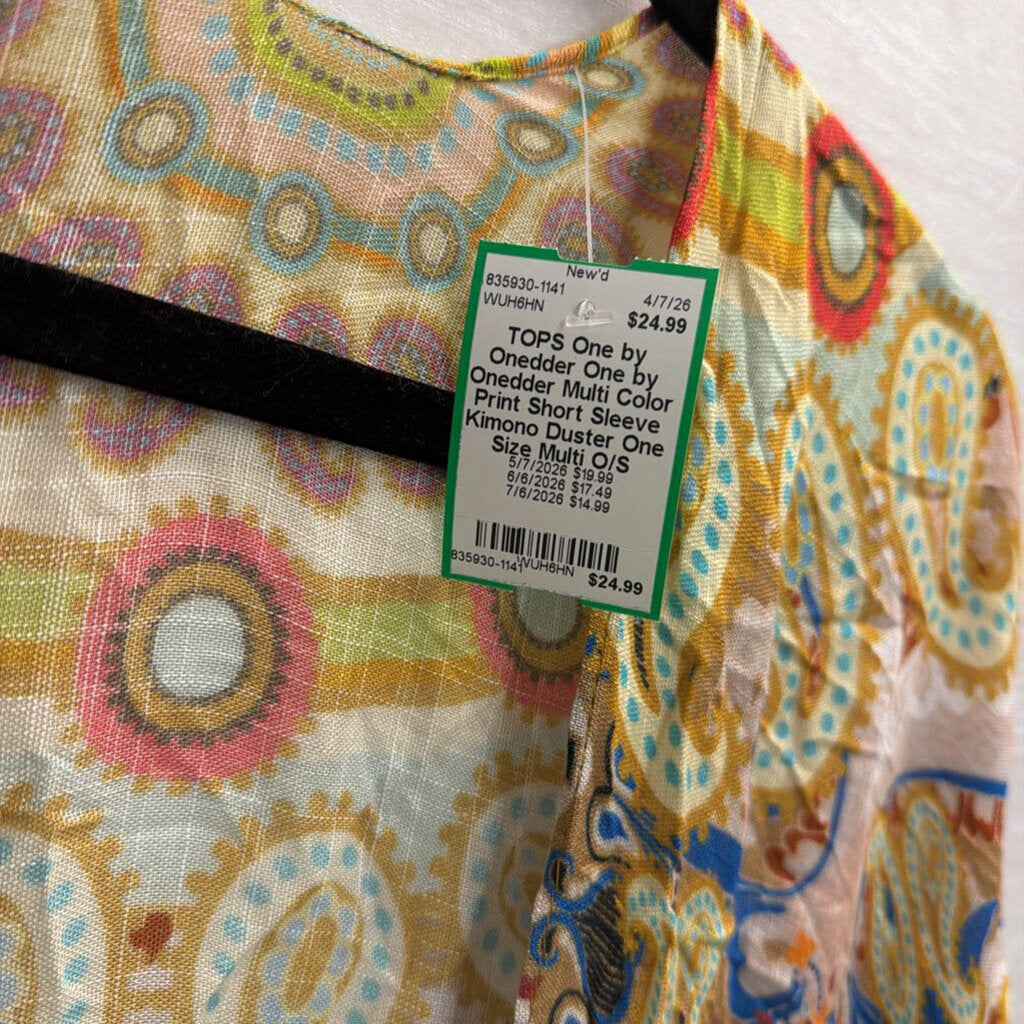 New'd
835930-1141 4/7/26
WUH6HN $24.99
TOPS One by
Onedder One by
Onedder Multi Color
Print Short Sleeve
Kimono Duster One
Size Multi O/S
5/7/2026 $19.99
6/6/2026 $17.49
7/6/2026 $14.99
835930-1141 WUH6HN $24.99